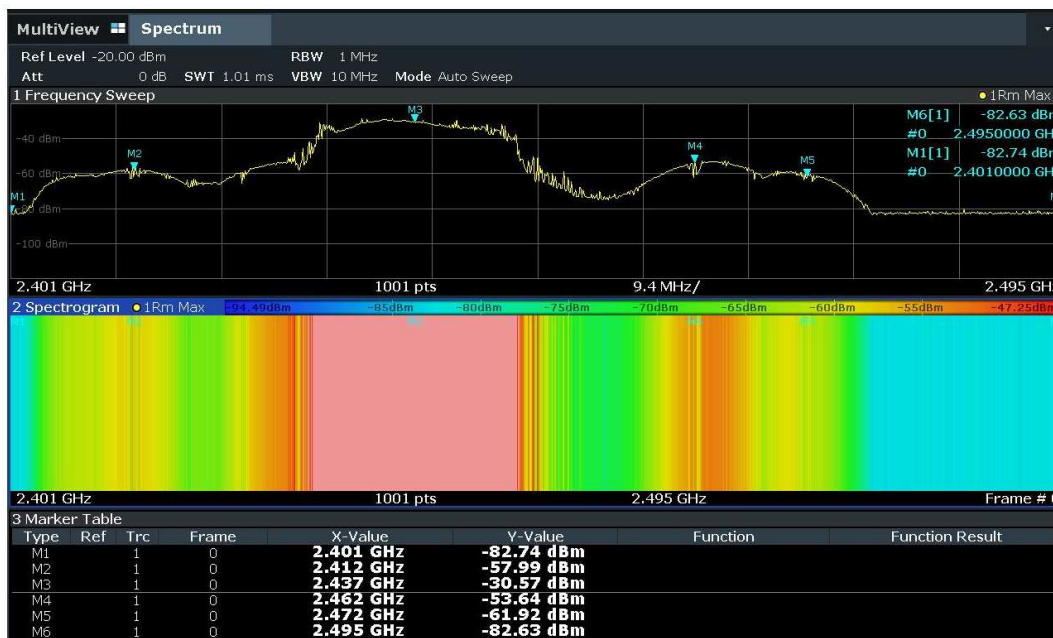 MultiView Spectrum
Ref Level -20.00 dBm RBW 1 MHz
Att 0 dB SWT 1.01 ms VBW 10 MHz Mode Auto Sweep
1 Frequency Sweep 1Rm Max
M3 M6[1] -82.63 dBm
#0 2.4950000 GH
-40 dBm M1[1] -82.74 dBm
M2 M4 #0 2.4010000 GH
M5
-60 dBm
M1
-80 dBm
-100 dBm
2.401 GHz 1001 pts 9.4 MHz/ 2.495 GHz
2 Spectrogram 1Rm Max -94.49dBm -85dBm -80dBm -75dBm -70dBm -65dBm -60dBm -55dBm -47.25dBm
2.401 GHz 1001 pts 2.495 GHz Frame #
3 Marker Table
Type Ref Trc Frame X-Value Y-Value Function Function Result
M1 1 0 2.401 GHz -82.74 dBm
M2 1 0 2.412 GHz -57.99 dBm
M3 1 0 2.437 GHz -30.57 dBm
M4 1 0 2.462 GHz -53.64 dBm
M5 1 0 2.472 GHz -61.92 dBm
M6 1 0 2.495 GHz -82.63 dBm